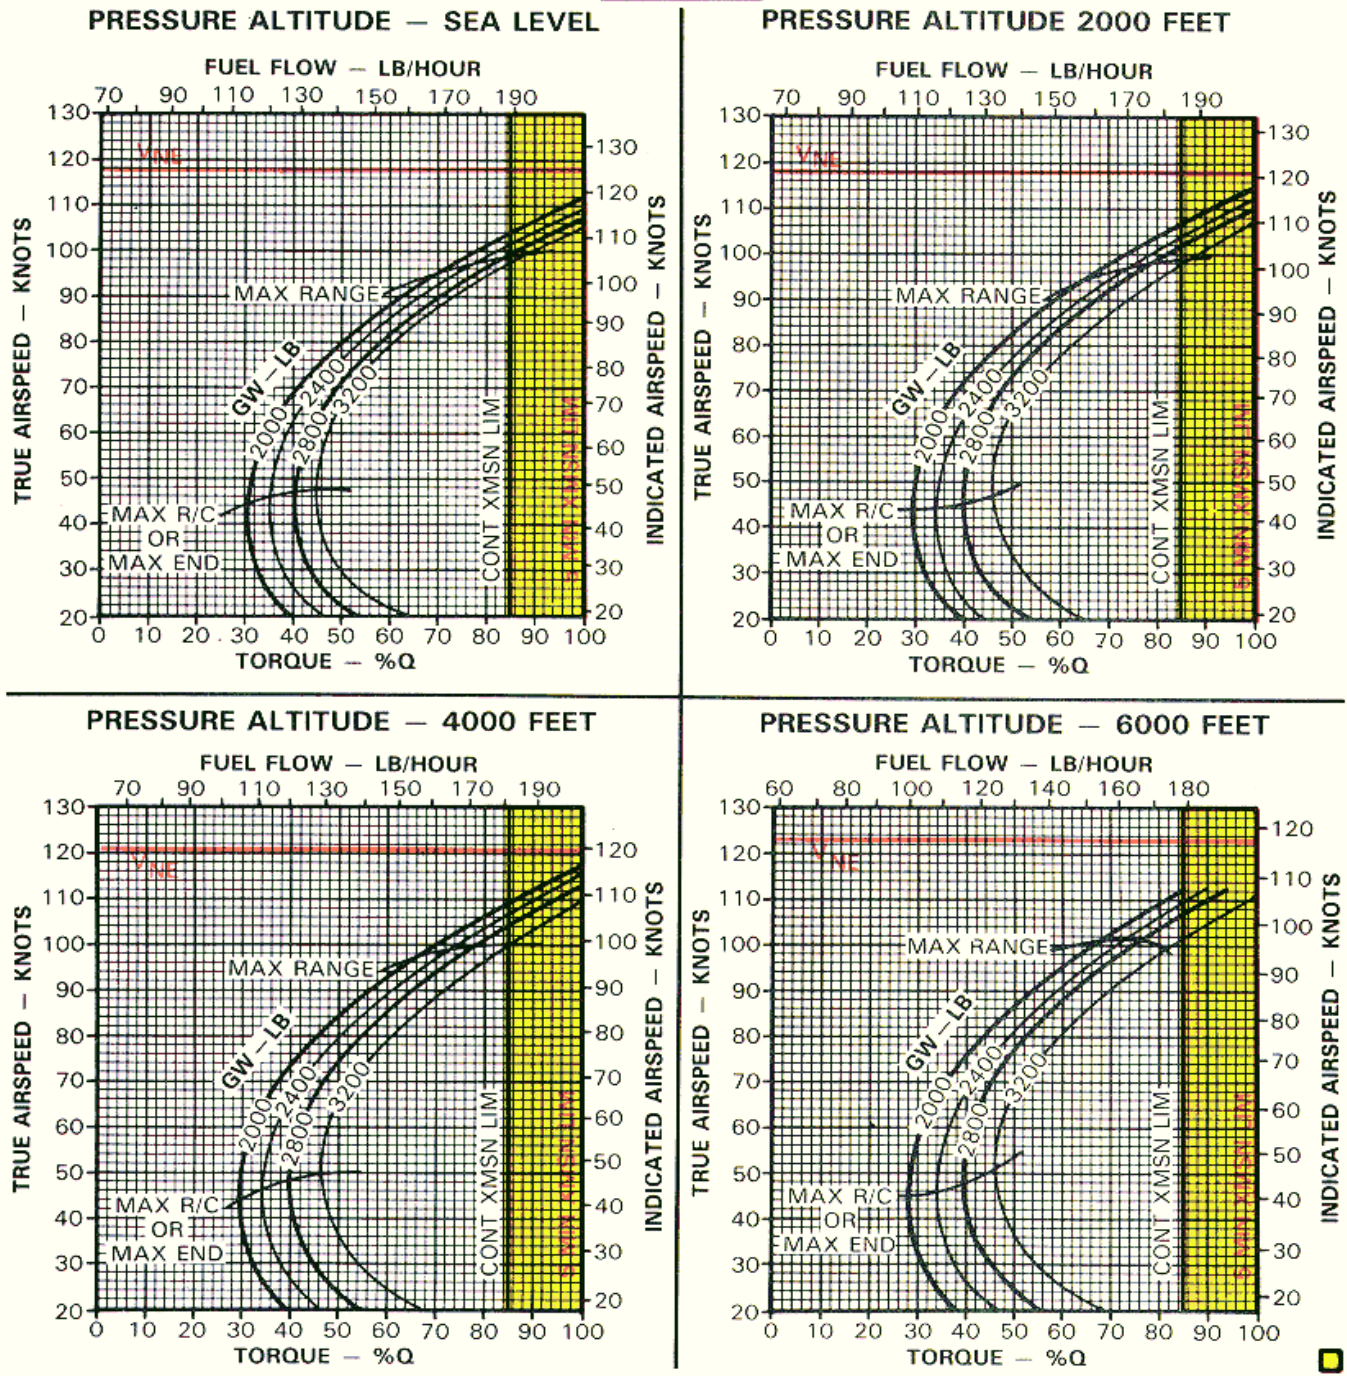 PRESSURE ALTITUDE — SEA LEVEL
FUEL FLOW — LB/HOUR
70 90 110 130 150 170 190
130
120
110
100
90
80
70
60
50
40
30
20
TRUE AIRSPEED — KNOTS
VNE
MAX RANGE
GW – LB
2000
2400
2800
3200
MAX R/C
OR
MAX END
CONT XMSN LIM
5 MIN XMSN LIM
130
120
110
100
90
80
70
60
50
40
30
20
INDICATED AIRSPEED — KNOTS
0 10 20 30 40 50 60 70 80 90 100
TORQUE — %Q
PRESSURE ALTITUDE 2000 FEET
FUEL FLOW — LB/HOUR
70 90 110 130 150 170 190
130
120
110
100
90
80
70
60
50
40
30
20
TRUE AIRSPEED — KNOTS
VNE
MAX RANGE
GW – LB
2000
2400
2800
3200
MAX R/C
OR
MAX END
CONT XMSN LIM
5 MIN XMSN LIM
130
120
110
100
90
80
70
60
50
40
30
20
INDICATED AIRSPEED — KNOTS
0 10 20 30 40 50 60 70 80 90 100
TORQUE — %Q
PRESSURE ALTITUDE — 4000 FEET
FUEL FLOW — LB/HOUR
70 90 110 130 150 170 190
130
120
110
100
90
80
70
60
50
40
30
20
TRUE AIRSPEED — KNOTS
VNE
MAX RANGE
GW – LB
2000
2400
2800
3200
MAX R/C
OR
MAX END
CONT XMSN LIM
5 MIN XMSN LIM
120
110
100
90
80
70
60
50
40
30
20
INDICATED AIRSPEED — KNOTS
0 10 20 30 40 50 60 70 80 90 100
TORQUE — %Q
PRESSURE ALTITUDE — 6000 FEET
FUEL FLOW — LB/HOUR
60 80 100 120 140 160 180
130
120
110
100
90
80
70
60
50
40
30
20
TRUE AIRSPEED — KNOTS
VNE
MAX RANGE
GW – LB
2000
2400
2800
3200
MAX R/C
OR
MAX END
CONT XMSN LIM
5 MIN XMSN LIM
120
110
100
90
80
70
60
50
40
30
20
INDICATED AIRSPEED — KNOTS
0 10 20 30 40 50 60 70 80 90 100
TORQUE — %Q